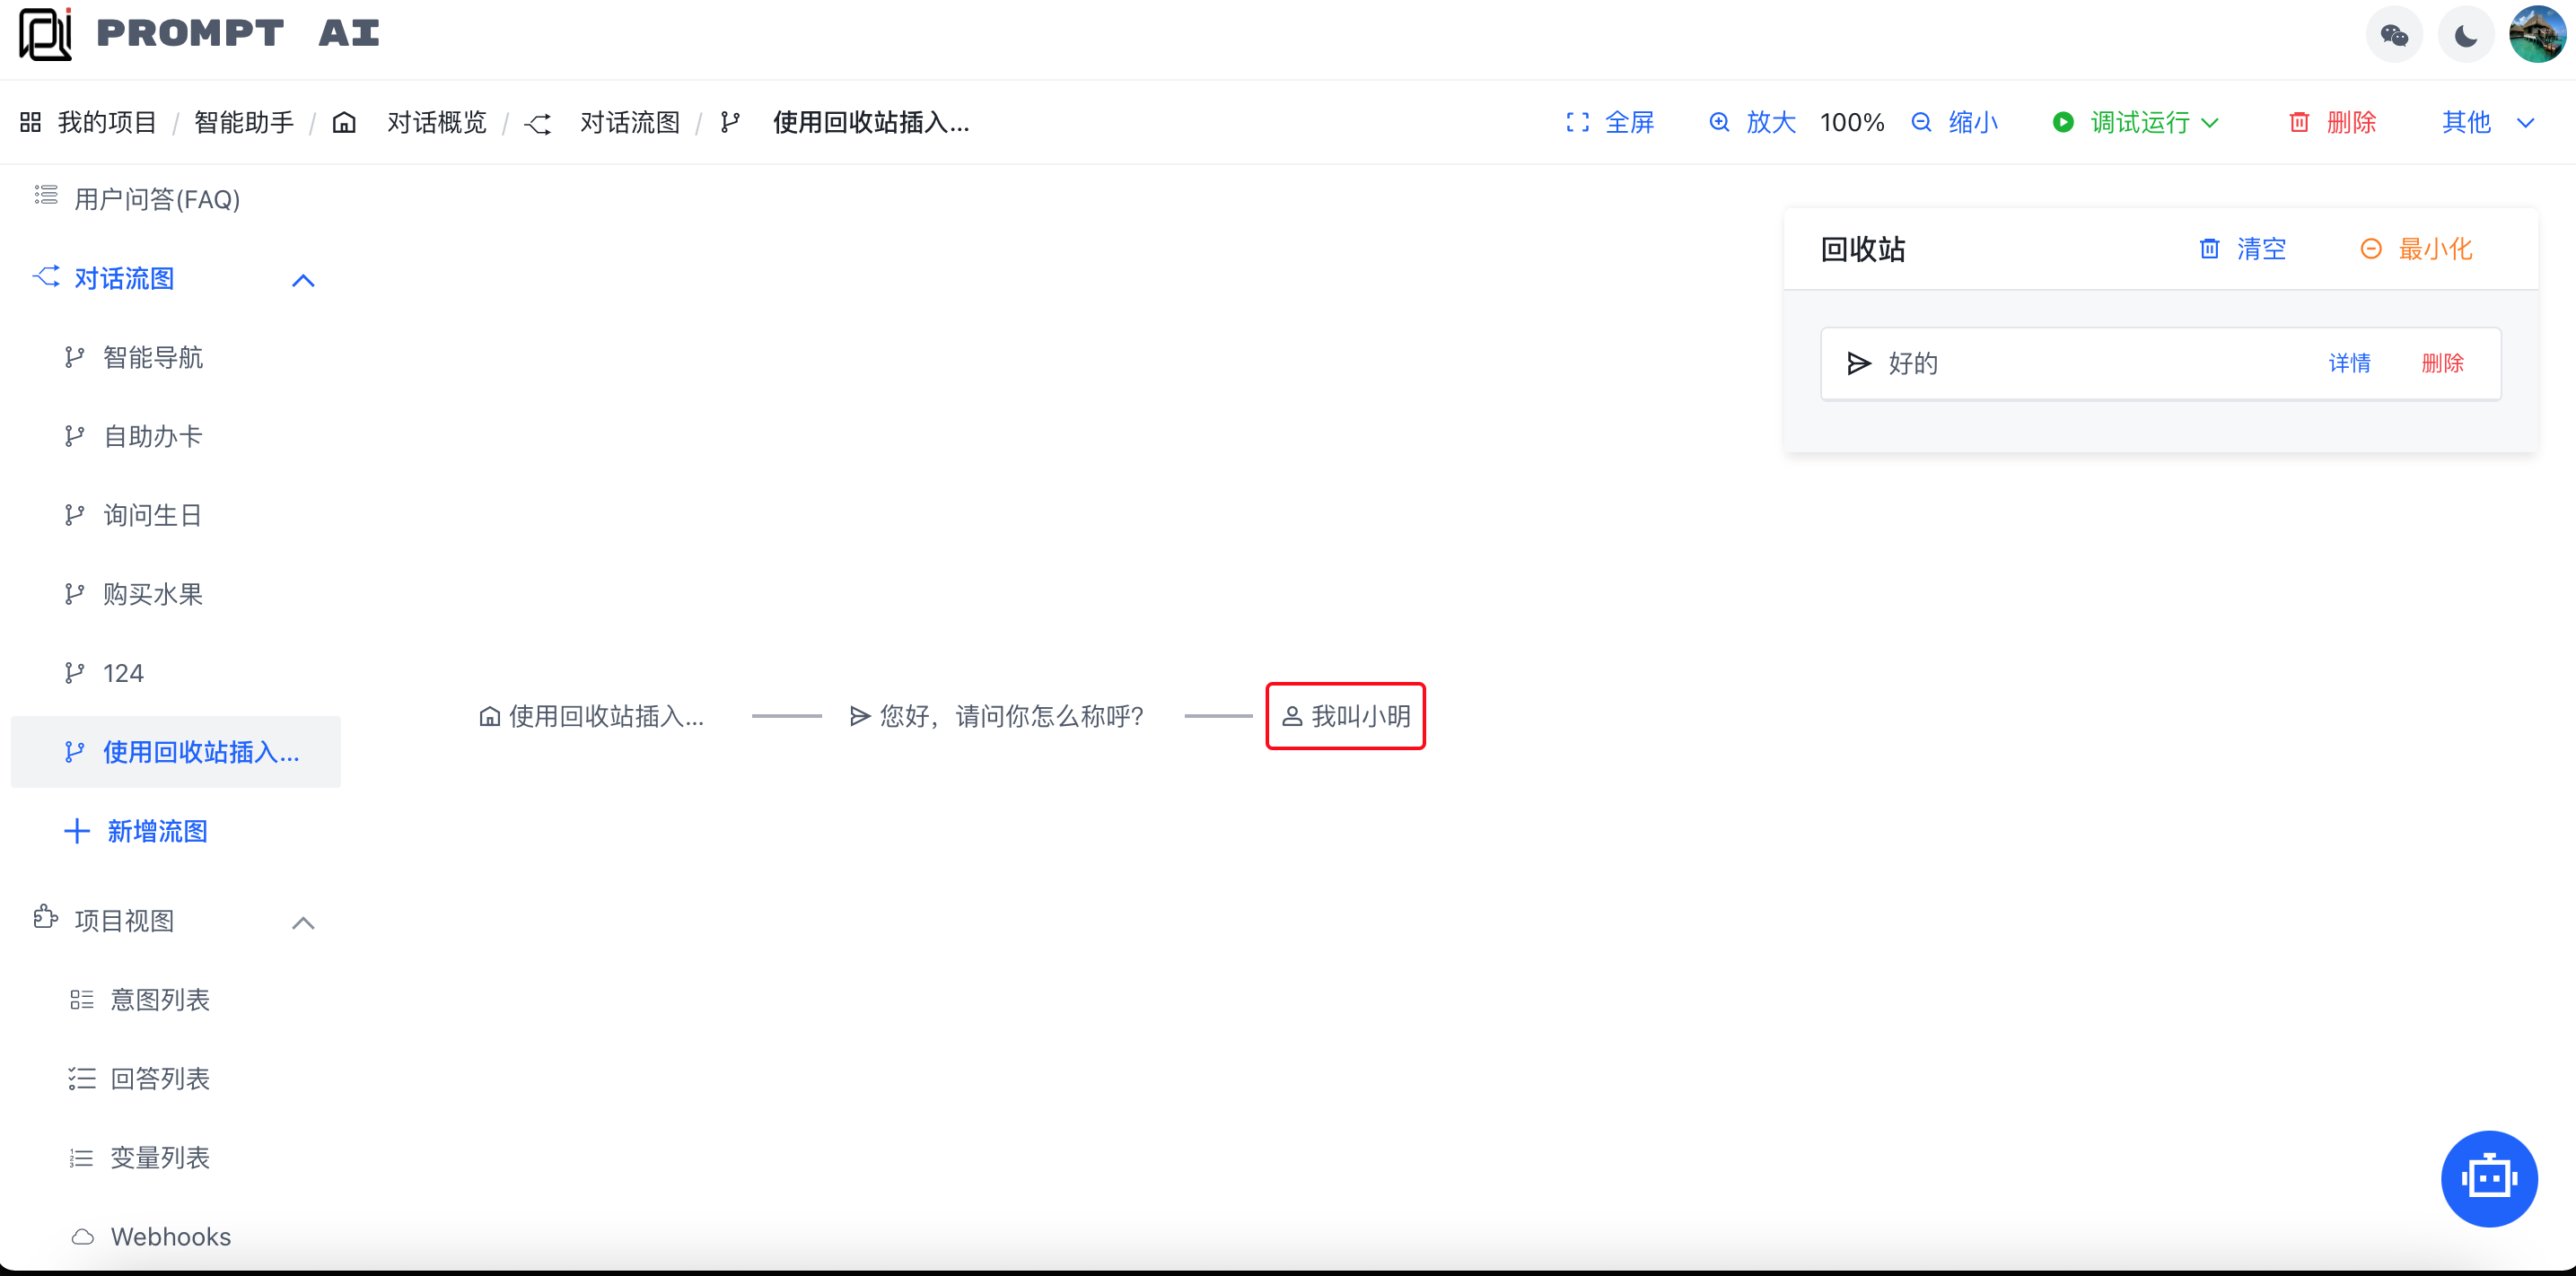 PROMPT AI
我的项目 / 智能助手 / 对话概览 / 对话流图 / 使用回收站插入...
全屏 放大 100% 缩小 调试运行 删除 其他
用户问答(FAQ)
对话流图
智能导航
自助办卡
询问生日
购买水果
124
使用回收站插入...
新增流图
项目视图
意图列表
回答列表
变量列表
Webhooks
使用回收站插入...
您好，请问你怎么称呼?
我叫小明
回收站 清空 最小化
好的 详情 删除